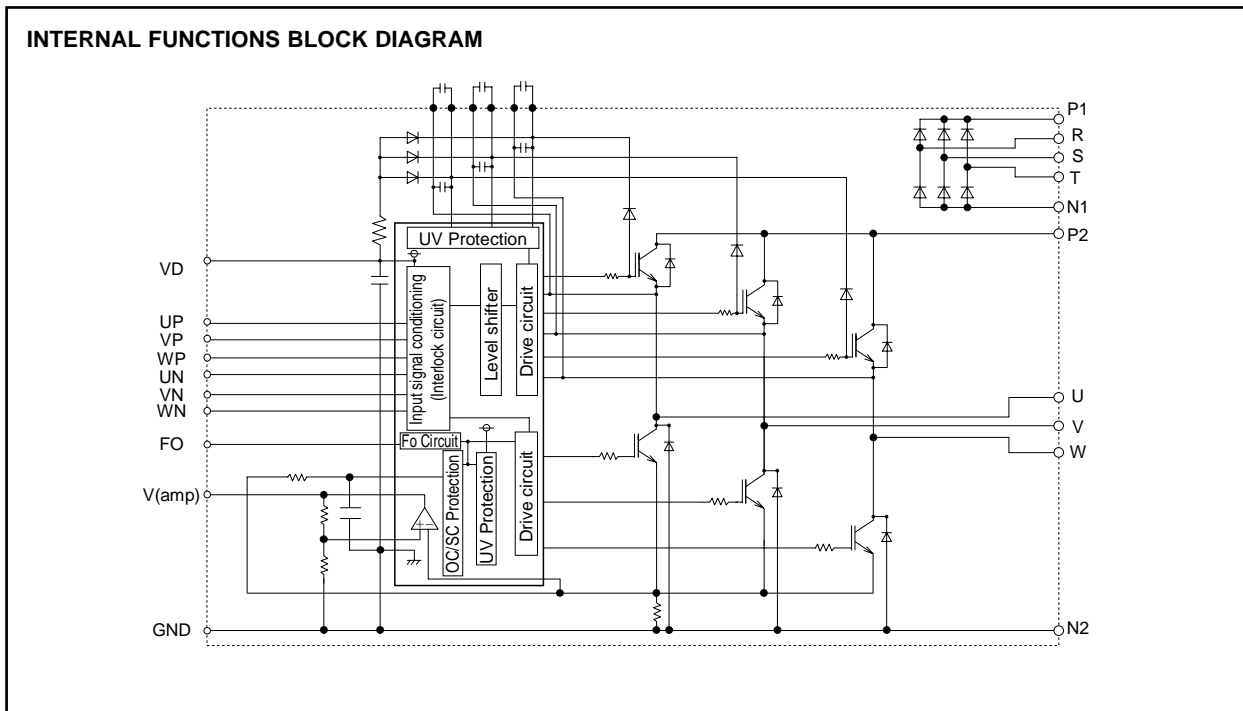 INTERNAL FUNCTIONS BLOCK DIAGRAM
P1
R
S
T
N1
P2
UV Protection
VD
Input signal conditioning
(Interlock circuit)
Level shifter
Drive circuit
UP
VP
WP
UN
VN
WN
U
V
W
FO
Fo Circuit
OC/SC Protection
UV Protection
Drive circuit
V(amp)
+-
GND
N2